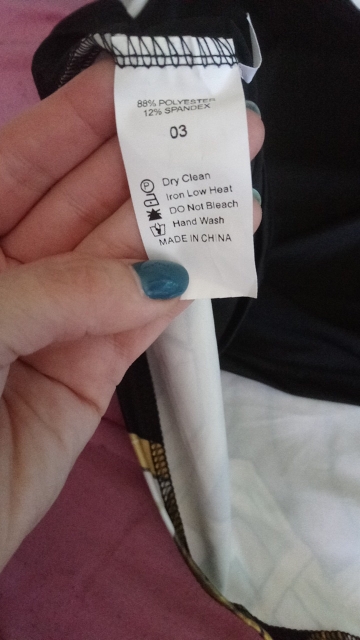 88% POLYESTER
12% SPANDEX
03
P
Dry Clean
Iron Low Heat
DO Not Bleach
Hand Wash
MADE IN CHINA